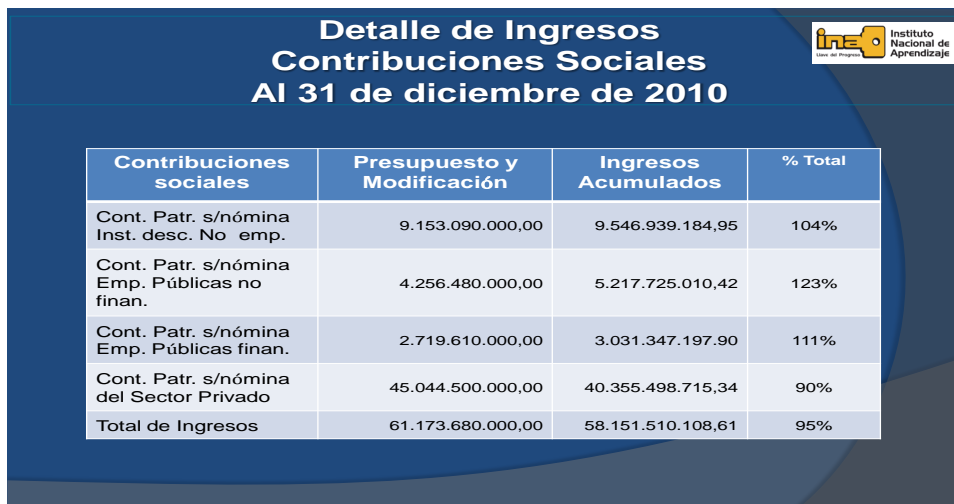 Detalle de Ingresos
Contribuciones Sociales
Al 31 de diciembre de 2010
ina
Llave del Progreso
Instituto
Nacional de
Aprendizaje
Contribuciones
sociales
Presupuesto y
Modificación
Ingresos
Acumulados
% Total
Cont. Patr. s/nómina
Inst. desc. No emp.
9.153.090.000,00
9.546.939.184,95
104%
Cont. Patr. s/nómina
Emp. Públicas no
finan.
4.256.480.000,00
5.217.725.010,42
123%
Cont. Patr. s/nómina
Emp. Públicas finan.
2.719.610.000,00
3.031.347.197.90
111%
Cont. Patr. s/nómina
del Sector Privado
45.044.500.000,00
40.355.498.715,34
90%
Total de Ingresos
61.173.680.000,00
58.151.510.108,61
95%